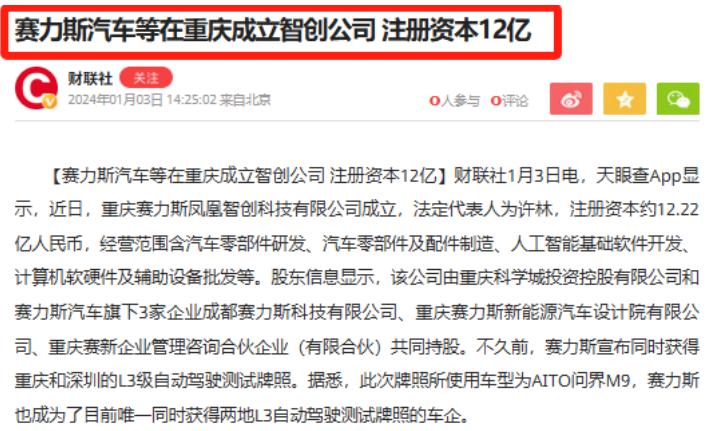 赛力斯汽车等在重庆成立智创公司 注册资本12亿
财联社 关注
2024年01月03日 14:25:02 来自北京
0人参与 0评论
【赛力斯汽车等在重庆成立智创公司 注册资本12亿】财联社1月3日电，天眼查App显
示，近日，重庆赛力斯凤凰智创科技有限公司成立，法定代表人为许林，注册资本约12.22
亿人民币，经营范围含汽车零部件研发、汽车零部件及配件制造、人工智能基础软件开发、
计算机软硬件及辅助设备批发等。股东信息显示，该公司由重庆科学城投资控股有限公司和
赛力斯汽车旗下3家企业成都赛力斯科技有限公司、重庆赛力斯新能源汽车设计院有限公
司、重庆赛新企业管理咨询合伙企业（有限合伙）共同持股。不久前，赛力斯宣布同时获得
重庆和深圳的L3级自动驾驶测试牌照。据悉，此次牌照所使用车型为AITO问界M9，赛力斯
也成为了目前唯一同时获得两地L3自动驾驶测试牌照的车企。